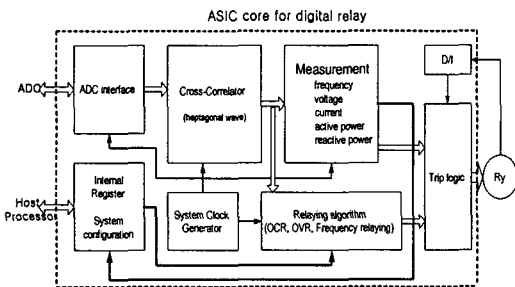 ASIC core for digital relay
ADC
ADC interface
Cross-Correlator
(heptagonal wave)
Measurement
frequency
voltage
current
active power
reactive power
D/I
Host
Processor
Internal
Register
System
configuration
System Clock
Generator
Relaying algorithm
(OCR, OVR, Frequency relaying)
Trip logic
Ry